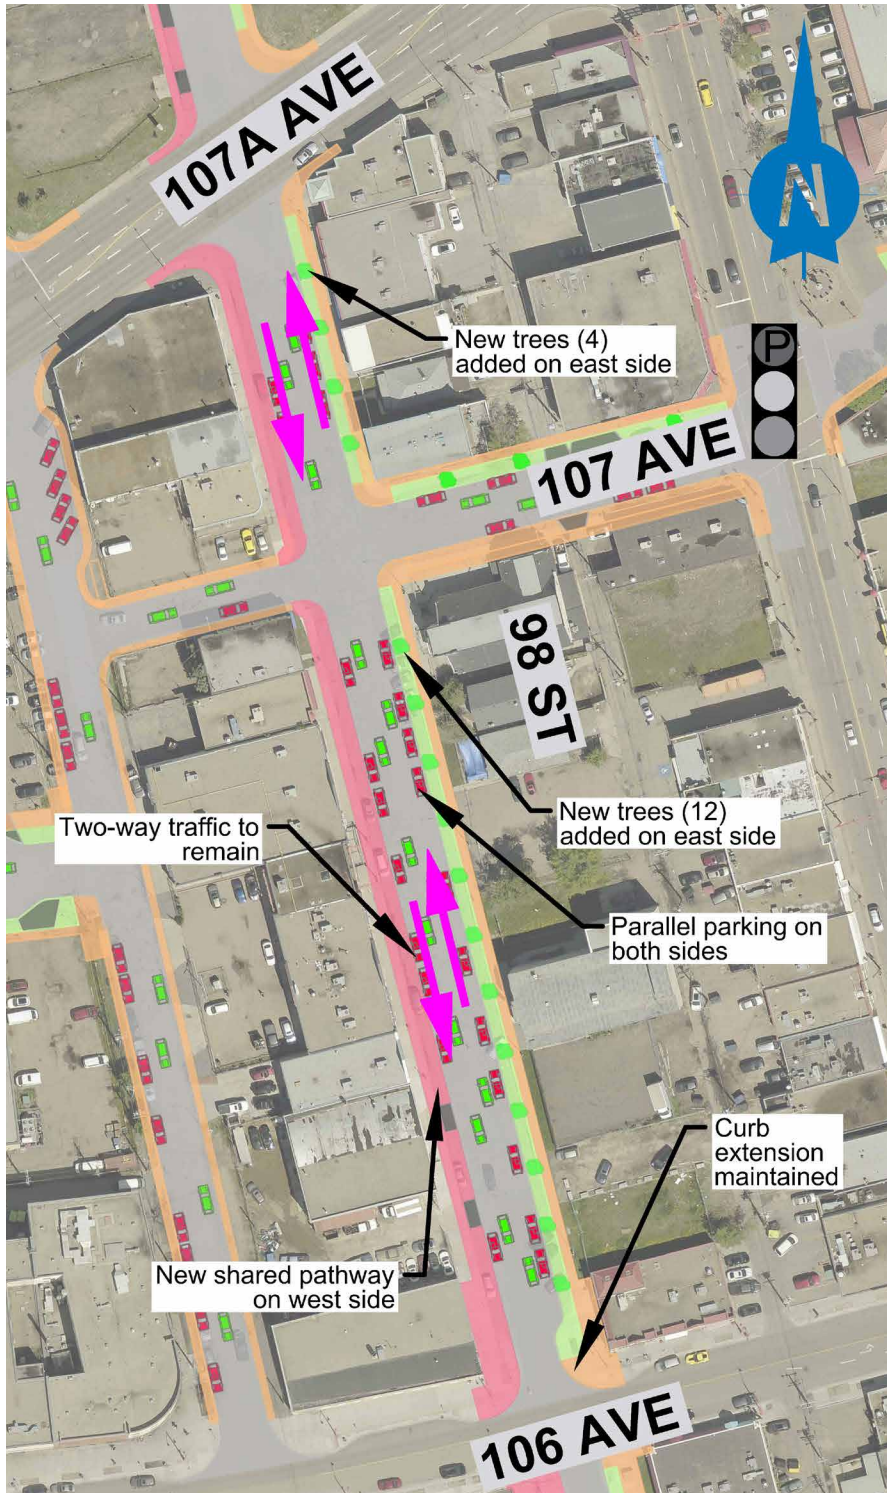 107A AVE
N
New trees (4)
added on east side
P
107 AVE
98 ST
New trees (12)
added on east side
Two-way traffic to
remain
Parallel parking on
both sides
Curb
extension
maintained
New shared pathway
on west side
106 AVE